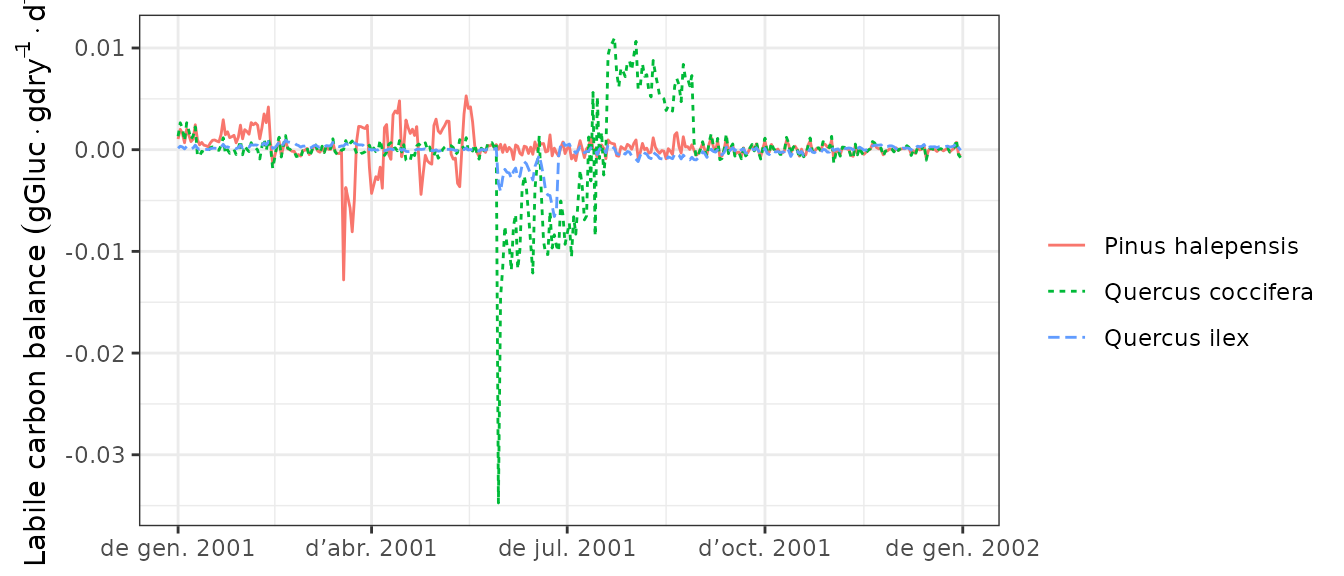 Labile carbon balance (gGluc · gdry⁻¹ · d
0.01
0.00
-0.01
-0.02
-0.03
de gen. 2001 d’abr. 2001 de jul. 2001 d’oct. 2001 de gen. 2002
Pinus halepensis
Quercus coccifera
Quercus ilex